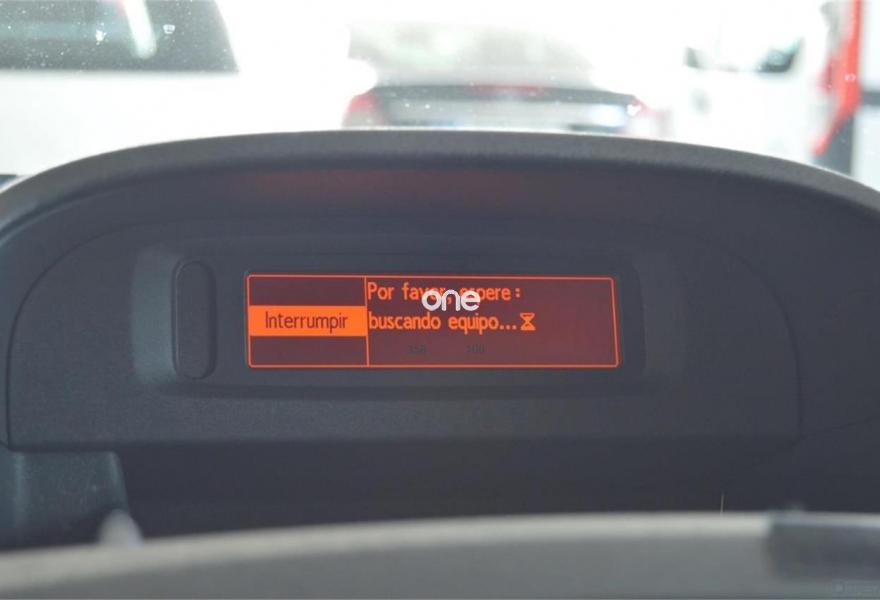 Por favor, espere:
one
Interrumpir
buscando equipo...